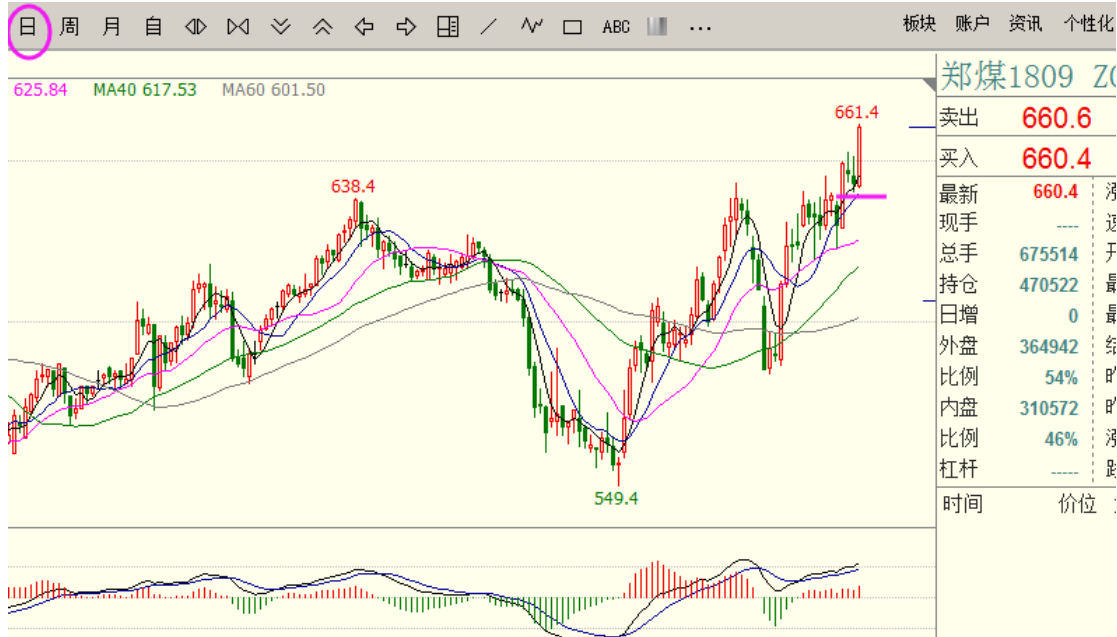 日 周 月 自 ABC ... 板块 账户 资讯 个性化
625.84 MA40 617.53 MA60 601.50
郑煤1809
661.4
卖出 660.6
买入 660.4
638.4
最新 660.4
现手 ----
总手 675514
持仓 470522
日增 0
外盘 364942
比例 54%
内盘 310572
比例 46%
杠杆 -----
549.4
时间 价位